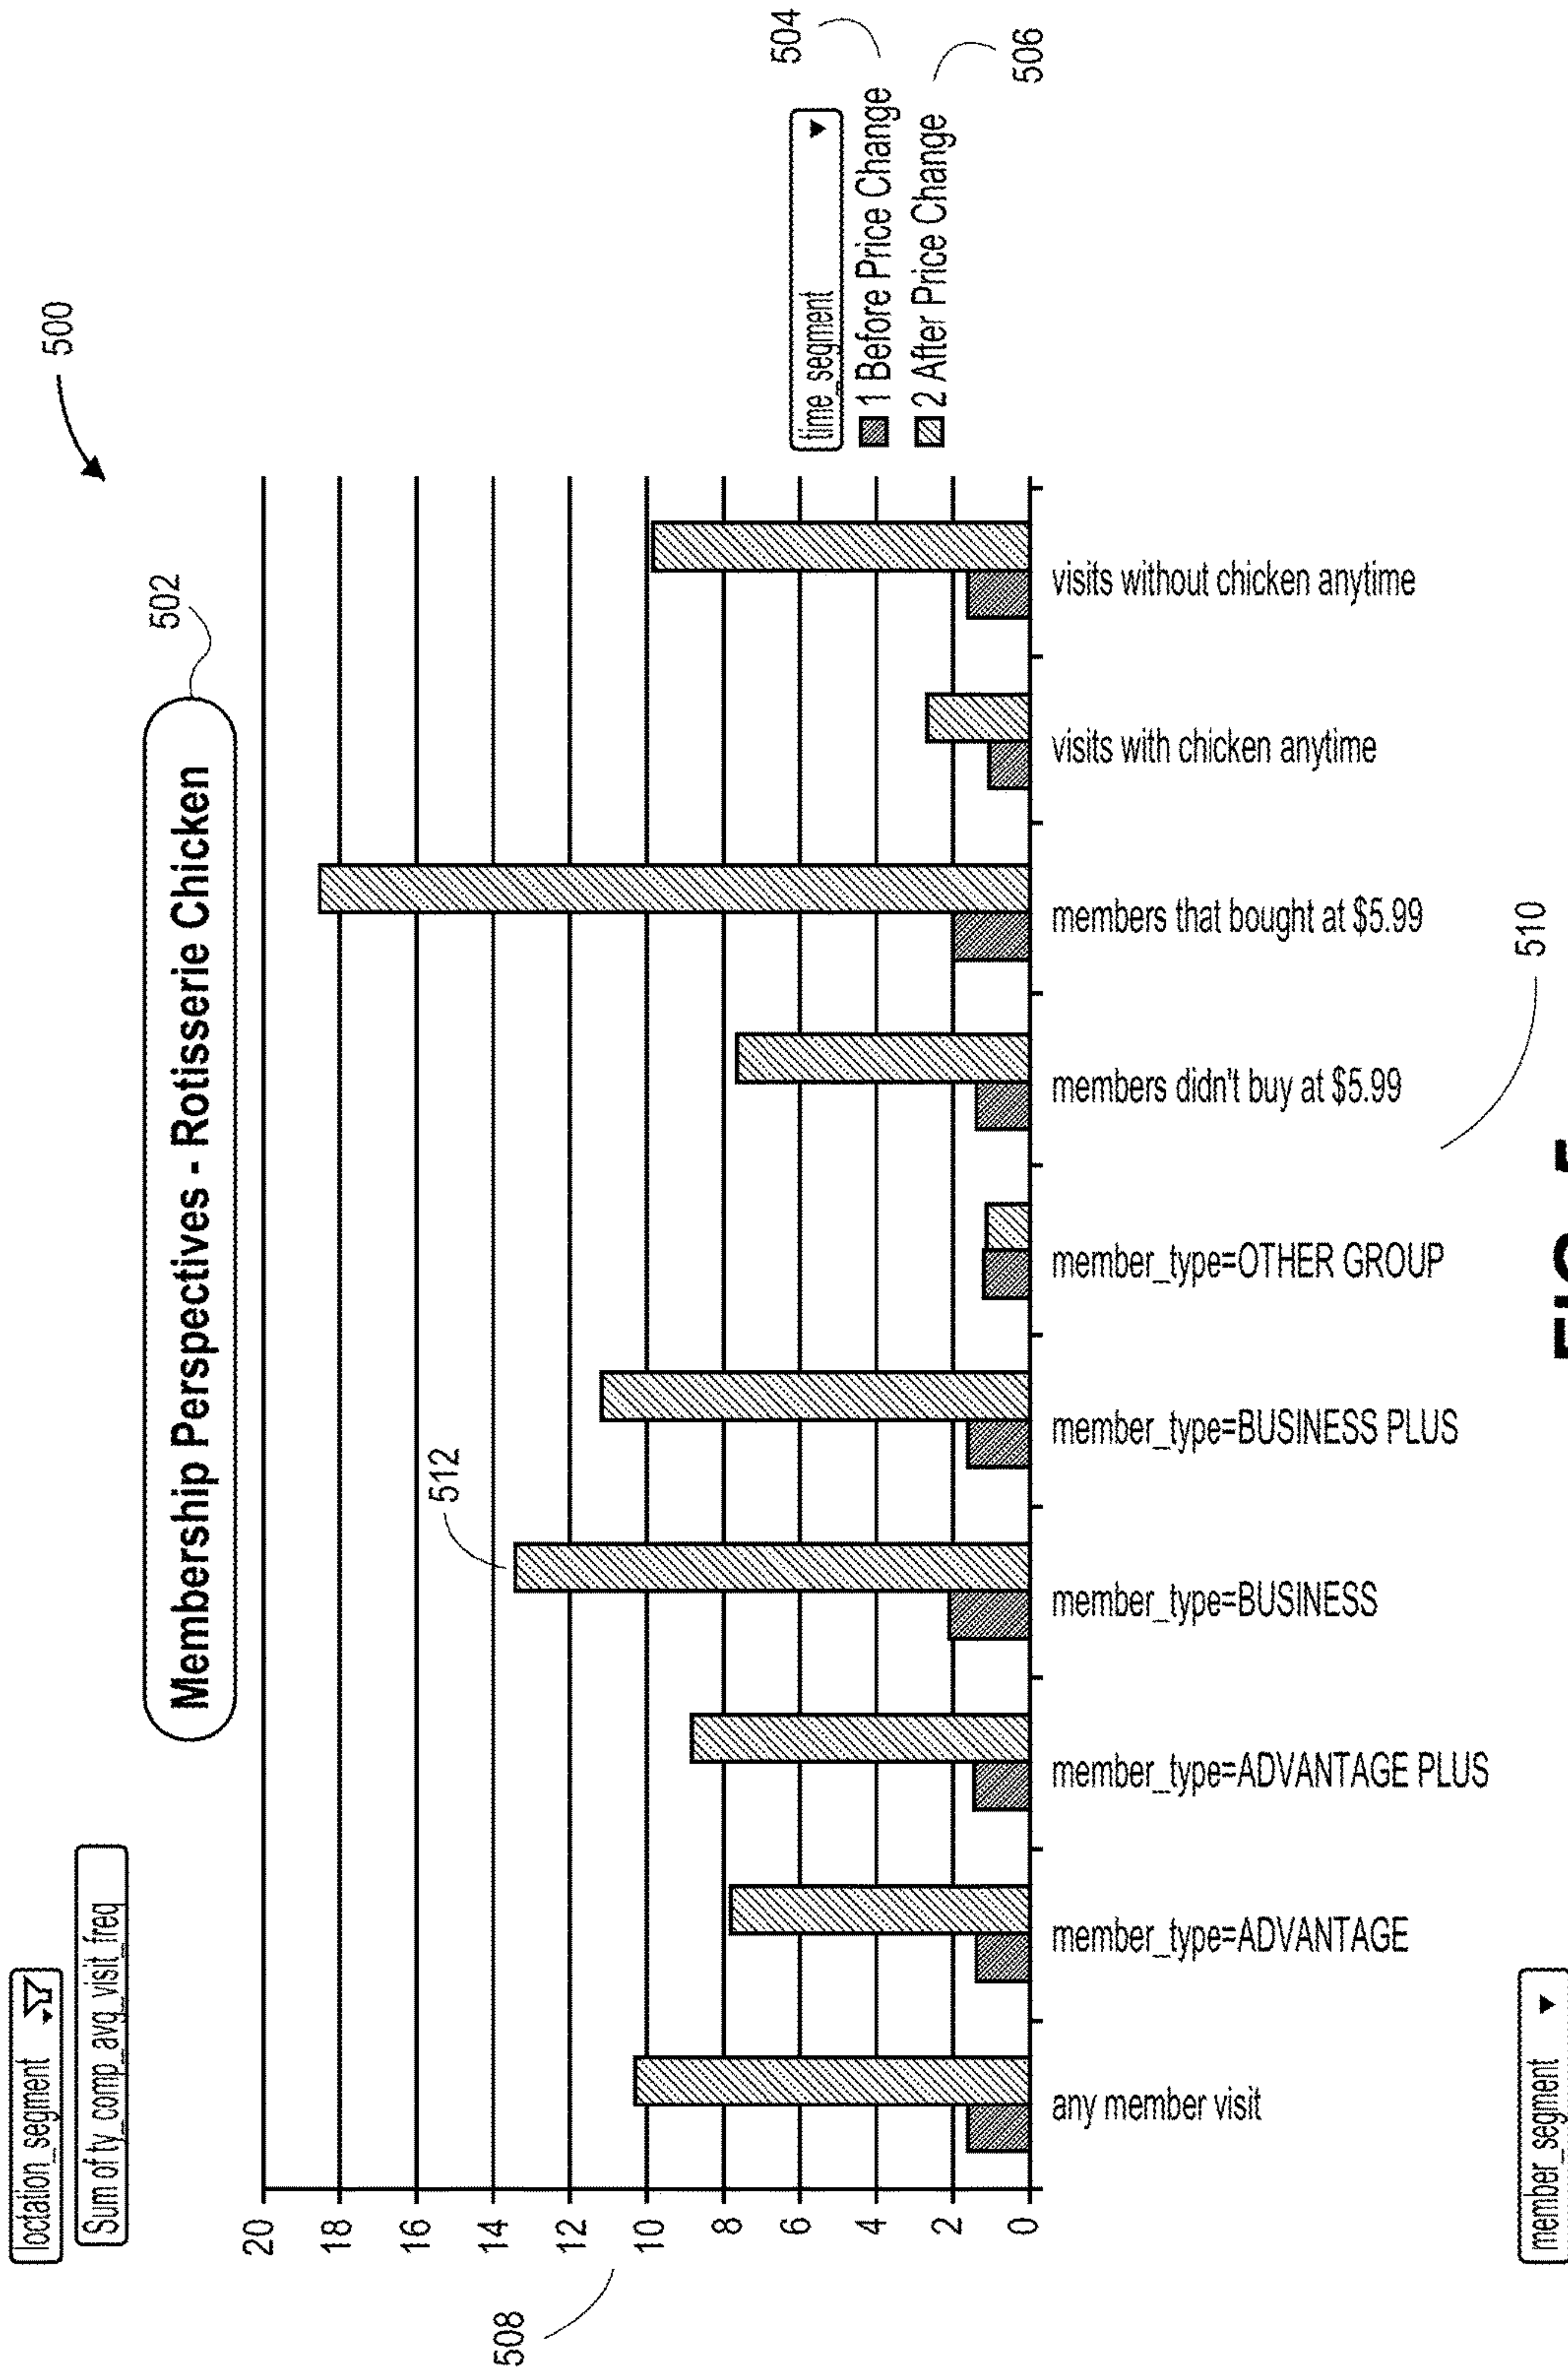 loctation_segment
Sum of ty_comp_avg_visit_freq
500
502
Membership Perspectives - Rotisserie Chicken
20
18
16
14
12
10
8
6
4
2
0
508
512
time_segment
1 Before Price Change
2 After Price Change
504
506
any member visit
member_type=ADVANTAGE
member_type=ADVANTAGE PLUS
member_type=BUSINESS
member_type=BUSINESS PLUS
member_type=OTHER GROUP
members didn't buy at $5.99
members that bought at $5.99
visits with chicken anytime
visits without chicken anytime
510
member_segment